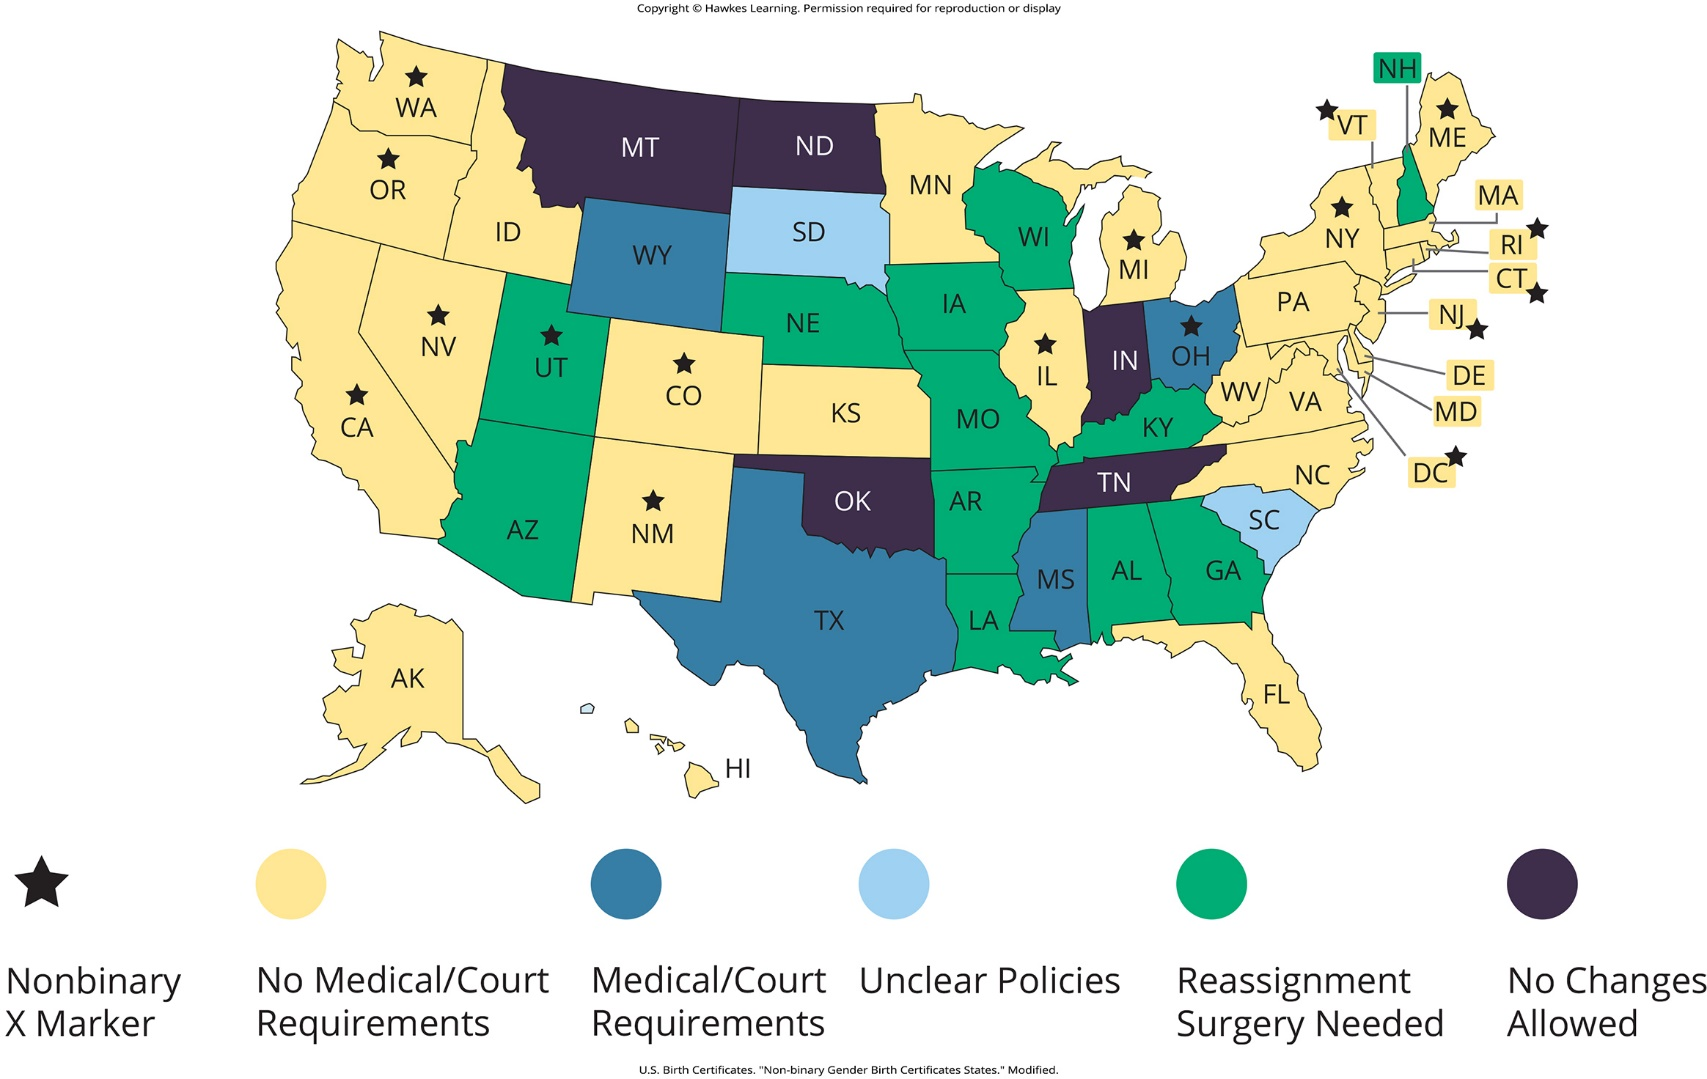 Copyright © Hawkes Learning. Permission required for reproduction or display
NH
WA
VT
ME
MT
ND
OR
MN
MA
ID
SD
WI
NY
RI
WY
MI
CT
IA
PA
NE
NJ
NV
UT
CO
IL
IN
OH
DE
WV
VA
MD
CA
KS
MO
KY
NC
DC
TN
OK
AR
SC
NM
AZ
MS
AL
GA
TX
LA
AK
FL
HI
Nonbinary
X Marker
No Medical/Court
Requirements
Medical/Court
Requirements
Unclear Policies
Reassignment
Surgery Needed
No Changes
Allowed
U.S. Birth Certificates. "Non-binary Gender Birth Certificates States." Modified.